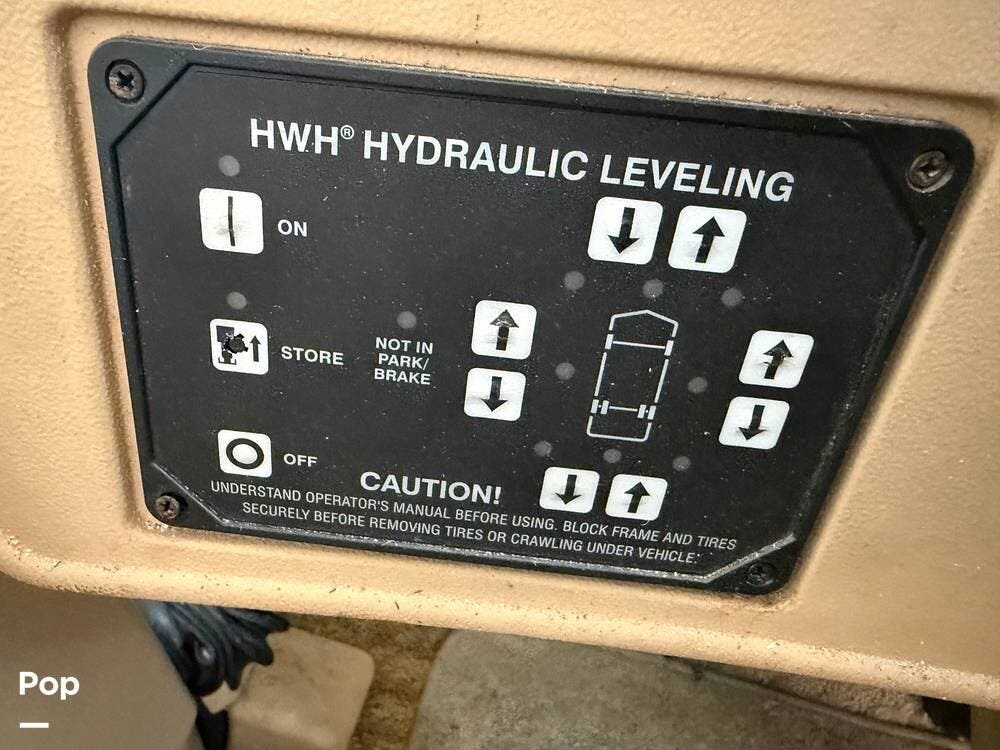 HWH® HYDRAULIC LEVELING
ON
STORE
NOT IN
PARK/
BRAKE
OFF
CAUTION!
UNDERSTAND OPERATOR'S MANUAL BEFORE USING. BLOCK FRAME AND TIRES
SECURELY BEFORE REMOVING TIRES OR CRAWLING UNDER VEHICLE.
Pop